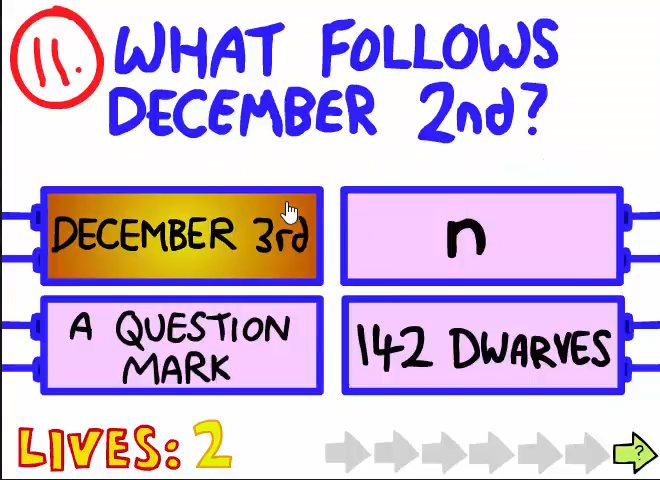 11. WHAT FOLLOWS
DECEMBER 2nd?
DECEMBER 3rd
n
A QUESTION
MARK
142 DWARVES
LIVES: 2
?